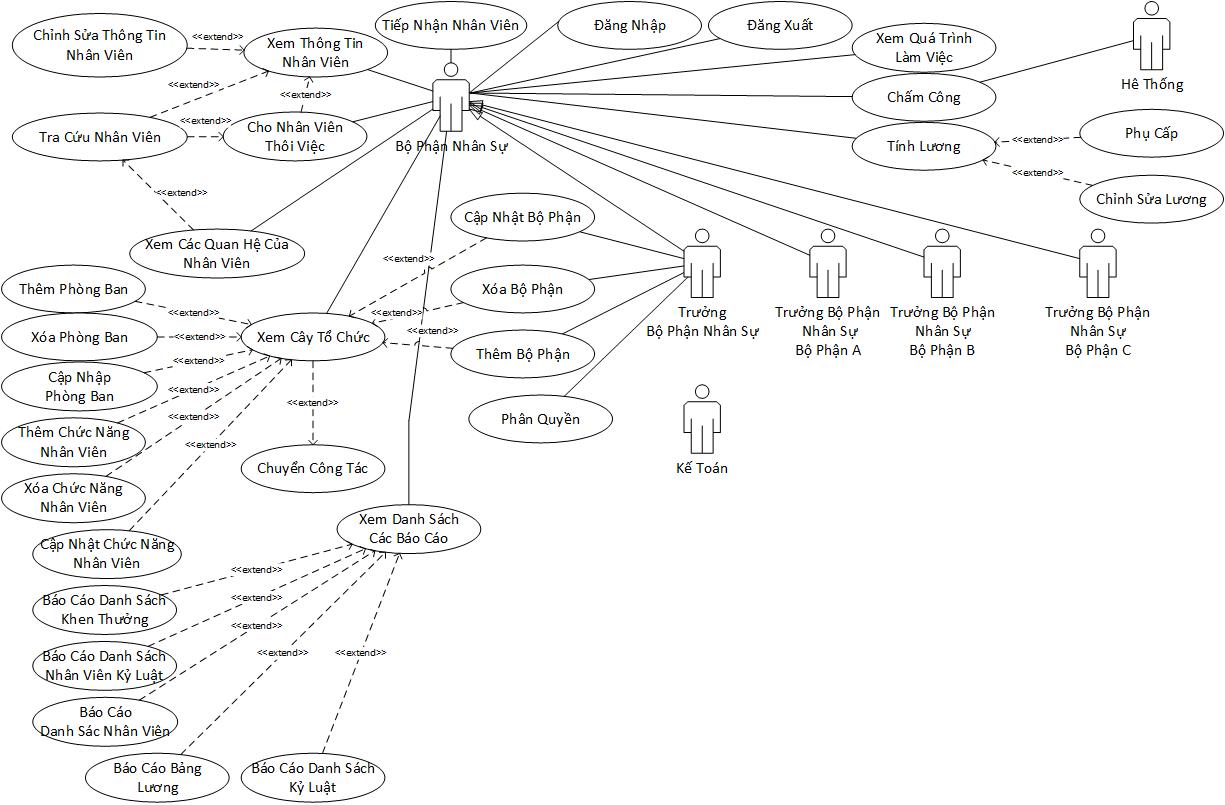 Tiếp Nhận Nhân Viên
Đăng Nhập
Đăng Xuất
Chỉnh Sửa Thông Tin
Nhân Viên
<<extend>>
Xem Thông Tin
Nhân Viên
Xem Quá Trình
Làm Việc
Hê Thống
<<extend>>
<<extend>>
Chấm Công
Tra Cứu Nhân Viên
<<extend>>
Cho Nhân Viên
Thôi Việc
Bộ Phận Nhân Sự
Tính Lương
<<extend>>
Phụ Cấp
<<extend>>
Chỉnh Sửa Lương
<<extend>>
Xem Các Quan Hệ Của
Nhân Viên
Cập Nhật Bộ Phận
<<extend>>
Thêm Phòng Ban
<<extend>>
Xóa Bộ Phận
<<extend>>
Trưởng
Bộ Phận Nhân Sự
Trưởng Bộ Phận
Nhân Sự
Bộ Phận A
Trưởng Bộ Phận
Nhân Sự
Bộ Phận B
Trưởng Bộ Phận
Nhân Sự
Bộ Phận C
Xóa Phòng Ban
<<extend>>
Xem Cây Tổ Chức
<<extend>>
Thêm Bộ Phận
Cập Nhập
Phòng Ban
<<extend>>
<<extend>>
<<extend>>
<<extend>>
<<extend>>
Phân Quyền
Thêm Chức Năng
Nhân Viên
Chuyển Công Tác
Kế Toán
Xóa Chức Năng
Nhân Viên
Xem Danh Sách
Các Báo Cáo
Cập Nhật Chức Năng
Nhân Viên
<<extend>>
Báo Cáo Danh Sách
Khen Thưởng
<<extend>>
<<extend>>
<<extend>>
<<extend>>
Báo Cáo Danh Sách
Nhân Viên Kỷ Luật
Báo Cáo
Danh Sác Nhân Viên
Báo Cáo Bảng
Lương
Báo Cáo Danh Sách
Kỷ Luật